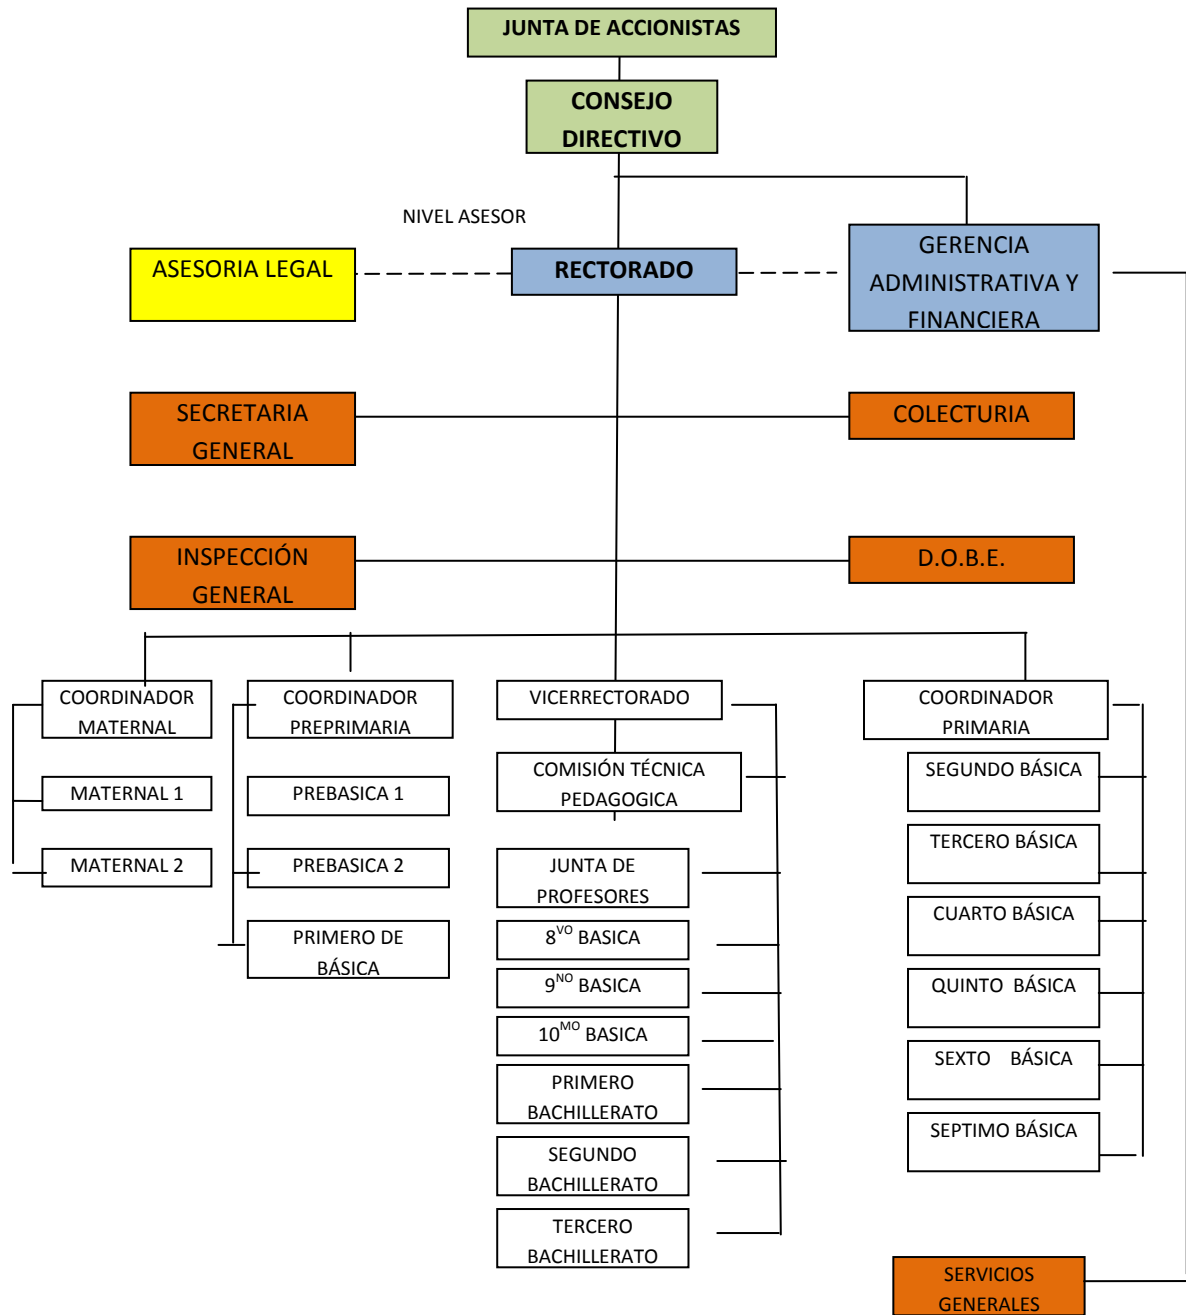 JUNTA DE ACCIONISTAS
CONSEJO
DIRECTIVO
NIVEL ASESOR
ASESORIA LEGAL
RECTORADO
GERENCIA
ADMINISTRATIVA Y
FINANCIERA
SECRETARIA
GENERAL
COLECTURIA
INSPECCIÓN
GENERAL
D.O.B.E.
COORDINADOR
MATERNAL
MATERNAL 1
MATERNAL 2
COORDINADOR
PREPRIMARIA
PREBASICA 1
PREBASICA 2
PRIMERO DE
BÁSICA
VICERRECTORADO
COMISIÓN TÉCNICA
PEDAGOGICA
JUNTA DE
PROFESORES
8VO BASICA
9NO BASICA
10MO BASICA
PRIMERO
BACHILLERATO
SEGUNDO
BACHILLERATO
TERCERO
BACHILLERATO
COORDINADOR
PRIMARIA
SEGUNDO BÁSICA
TERCERO BÁSICA
CUARTO BÁSICA
QUINTO BÁSICA
SEXTO BÁSICA
SEPTIMO BÁSICA
SERVICIOS
GENERALES